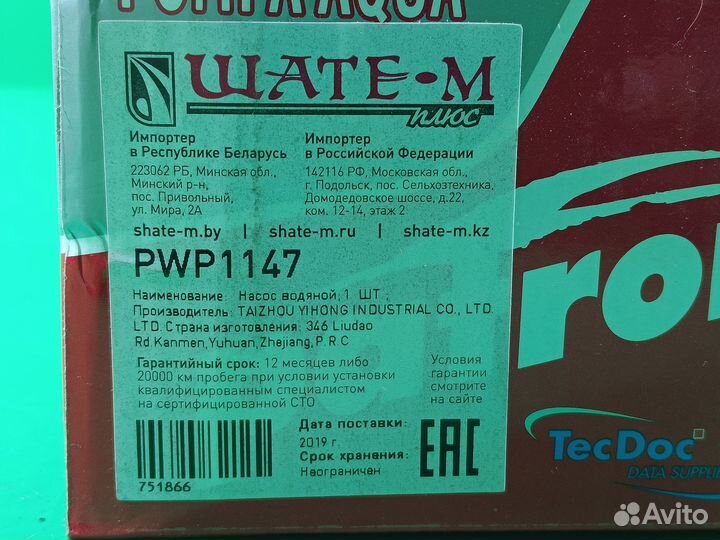 ШАТЕ-М
плюс
Импортер
в Республике Беларусь
223062 РБ, Минская обл.,
Минский р-н,
пос. Привольный,
ул. Мира, 2А
Импортер
в Российской Федерации
142116 РФ, Московская обл.,
г. Подольск, пос. Сельхозтехника,
Домодедовское шоссе, д.22,
ком. 12-14, этаж 2
shate-m.by | shate-m.ru | shate-m.kz
PWP1147
Наименование: Насос водяной; 1 ШТ.;
Производитель: TAIZHOU YIHONG INDUSTRIAL CO., LTD.
LTD. Страна изготовления: 346 Liudao
Rd.Kanmen,Yuhuan,Zhejiang,P.R.C
Гарантийный срок: 12 месяцев либо
20000 км пробега при условии установки
квалифицированным специалистом
на сертифицированной СТО
Условия
гарантии
смотрите
на сайте
751866
Дата поставки:
2019 г.
Срок хранения:
Неограничен
EAC
TecDoc
DATA SUPPLIE
Avito